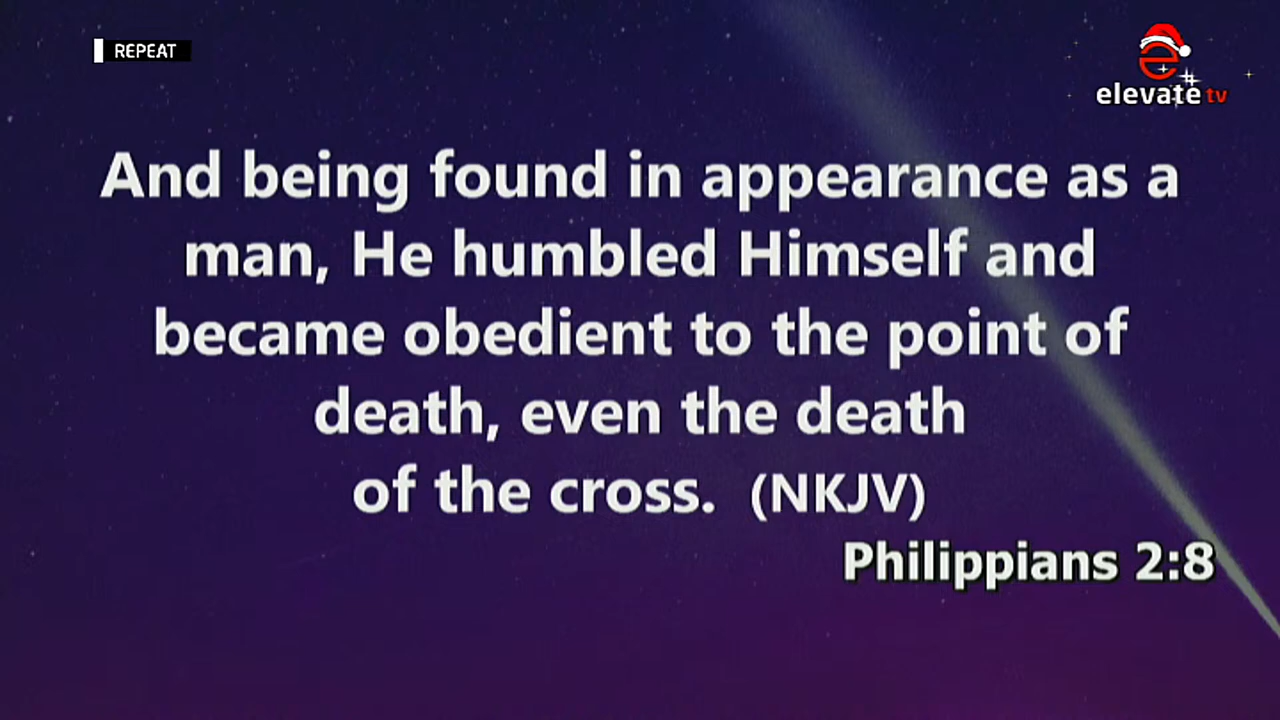 REPEAT
elevate tv
And being found in appearance as a
man, He humbled Himself and
became obedient to the point of
death, even the death
of the cross. (NKJV)
Philippians 2:8